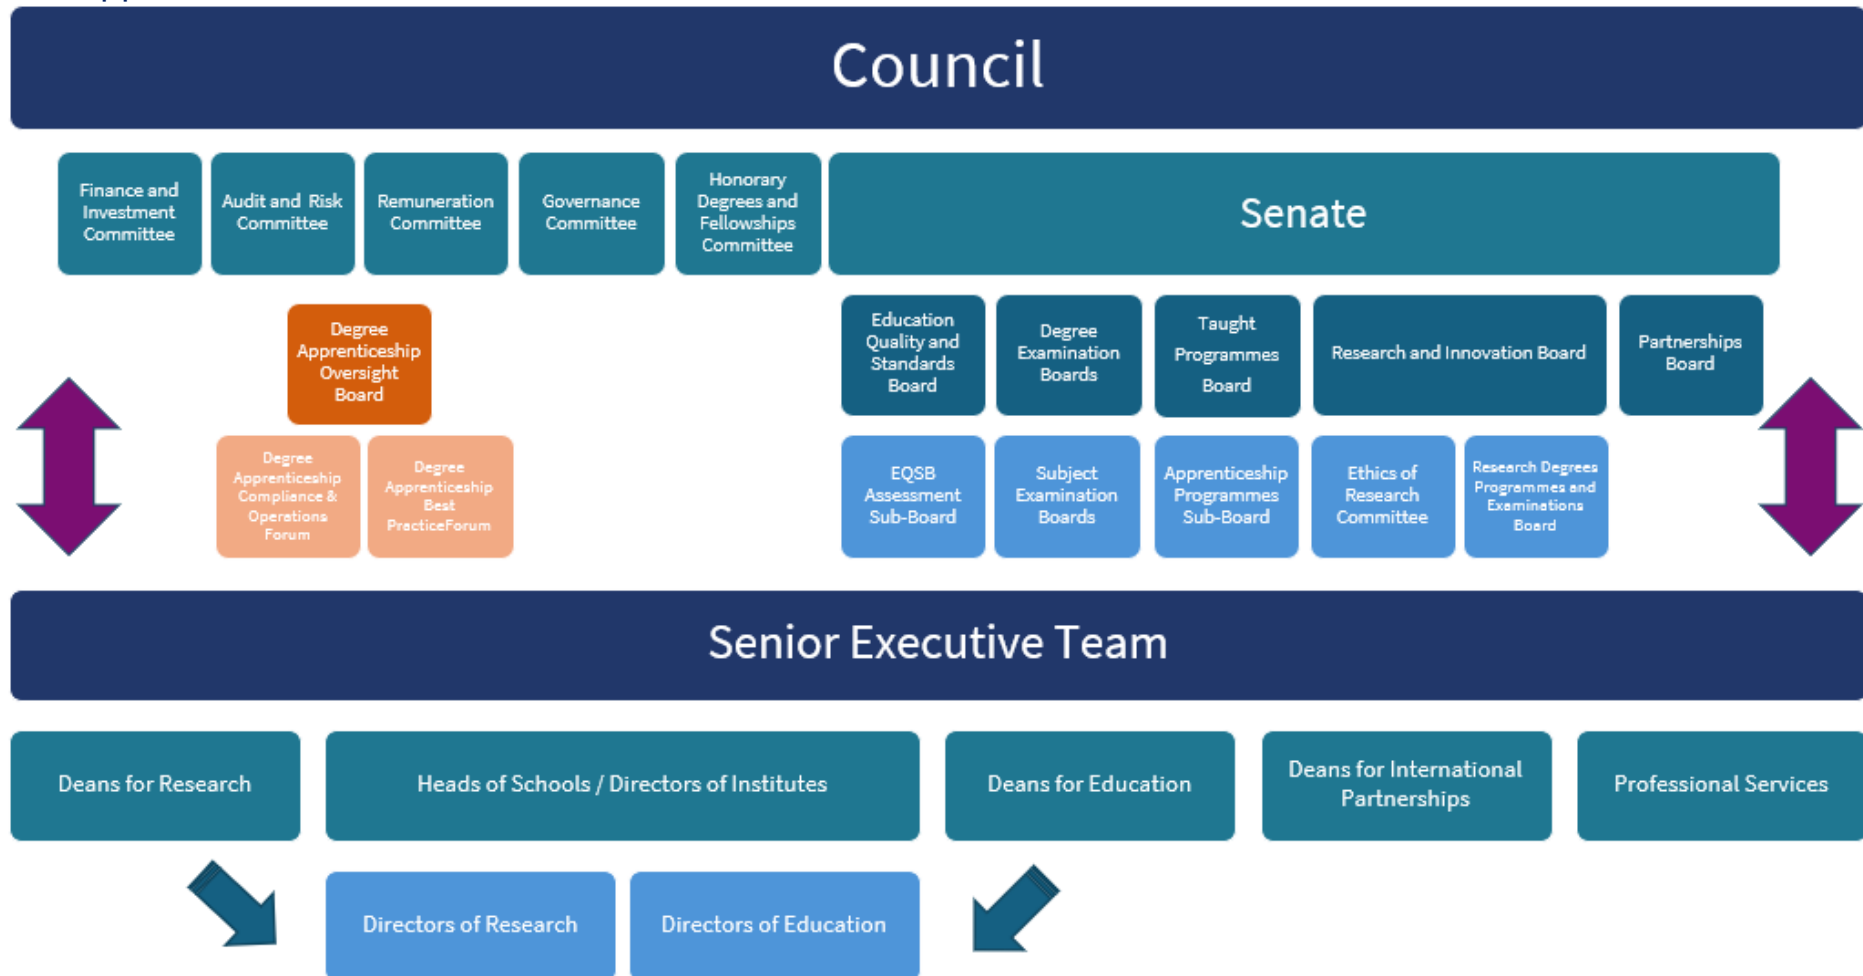 Council
Finance and
Investment
Committee
Audit and Risk
Committee
Remuneration
Committee
Governance
Committee
Honorary
Degrees and
Fellowships
Committee
Senate
Degree
Apprenticeship
Oversight
Board
Education
Quality and
Standards
Board
Degree
Examination
Boards
Taught
Programmes
Board
Research and Innovation Board
Partnerships
Board
Degree
Apprenticeship
Compliance &
Operations
Forum
Degree
Apprenticeship
Best
PracticeForum
EQSB
Assessment
Sub-Board
Subject
Examination
Boards
Apprenticeship
Programmes
Sub-Board
Ethics of
Research
Committee
Research Degrees
Programmes and
Examinations
Board
Senior Executive Team
Deans for Research
Heads of Schools / Directors of Institutes
Deans for Education
Deans for International
Partnerships
Professional Services
Directors of Research
Directors of Education